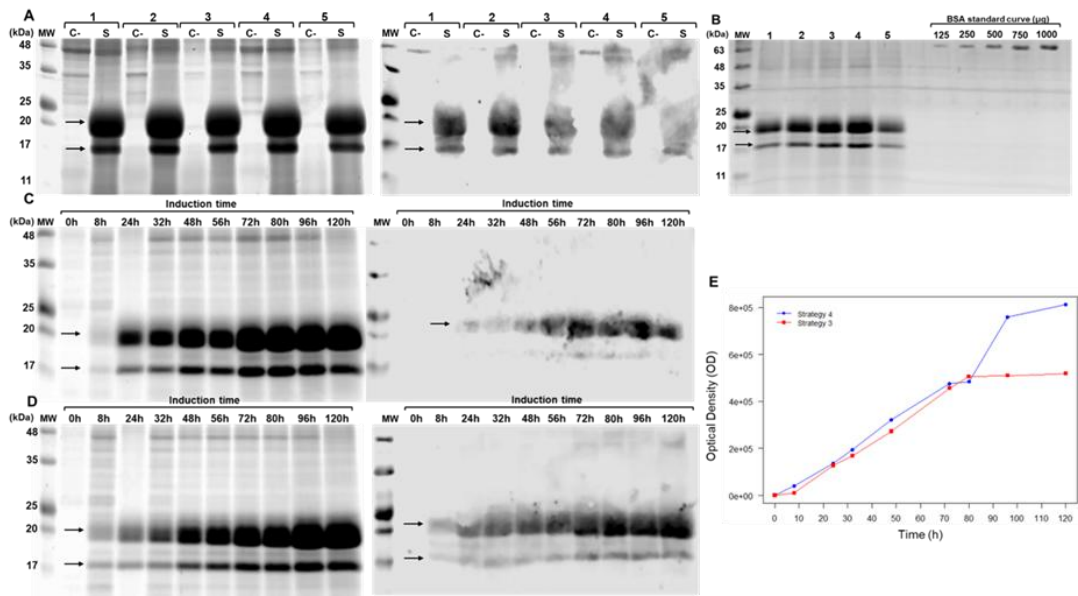 A
1 2 3 4 5
(kDa) MW C- S C- S C- S C- S C- S
48
35
25
20
17
11
1 2 3 4 5
MW C- S C- S C- S C- S C- S
B
BSA standard curve (µg)
MW 1 2 3 4 5 125 250 500 750 1000
(kDa)
63
48
35
25
20
17
11
C
Induction time
(kDa) MW 0h 8h 24h 32h 48h 56h 72h 80h 96h 120h
48
35
25
20
17
Induction time
MW 0h 8h 24h 32h 48h 56h 72h 80h 96h 120h
D
Induction time
(kDa) MW 0h 8h 24h 32h 48h 56h 72h 80h 96h 120h
48
35
25
20
17
Induction time
MW 0h 8h 24h 32h 48h 56h 72h 80h 96h 120h
E
Strategy 4
Strategy 3
Optical Density (OD)
8e+05
6e+05
4e+05
2e+05
0e+00
0 10 20 30 40 50 60 70 80 90 100 110 120
Time (h)